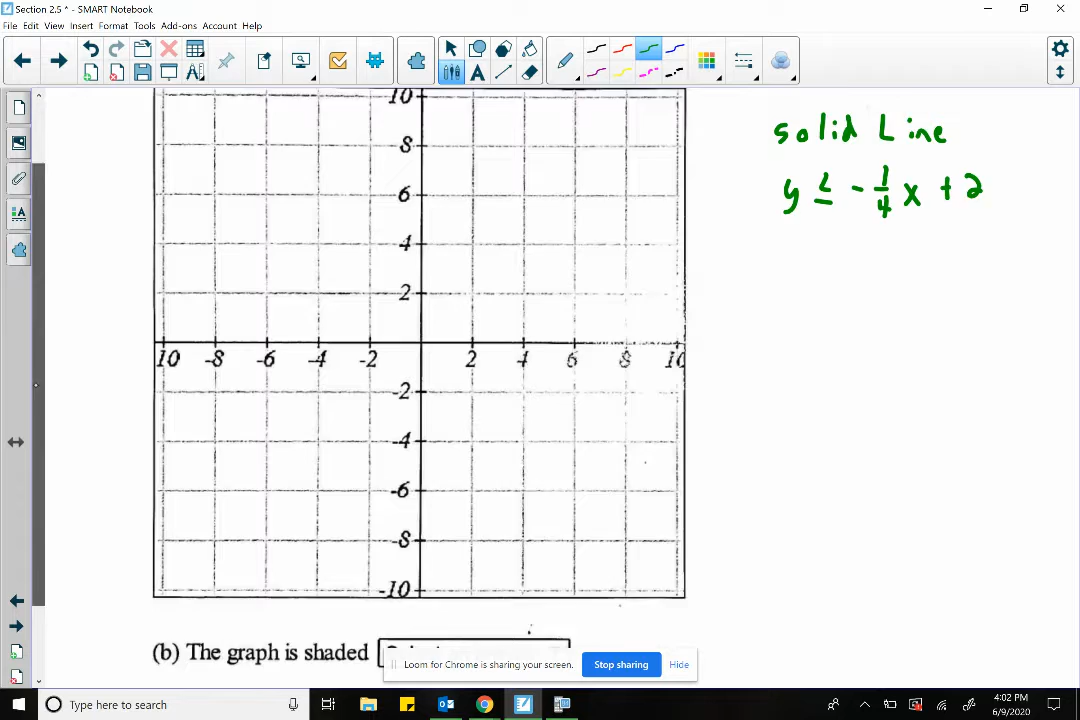 Section 2.5 * - SMART Notebook
File Edit View Insert Format Tools Add-ons Help
solid Line
y ≤ - 1/4 x + 2
10
8
6
4
2
10 -8 -6 -4 -2 2 4 6 8 10
-2
-4
-6
-8
-10
(b) The graph is shaded
Loom for Chrome is sharing your screen. Stop sharing Hide
Type here to search
4:02 PM
6/9/2020